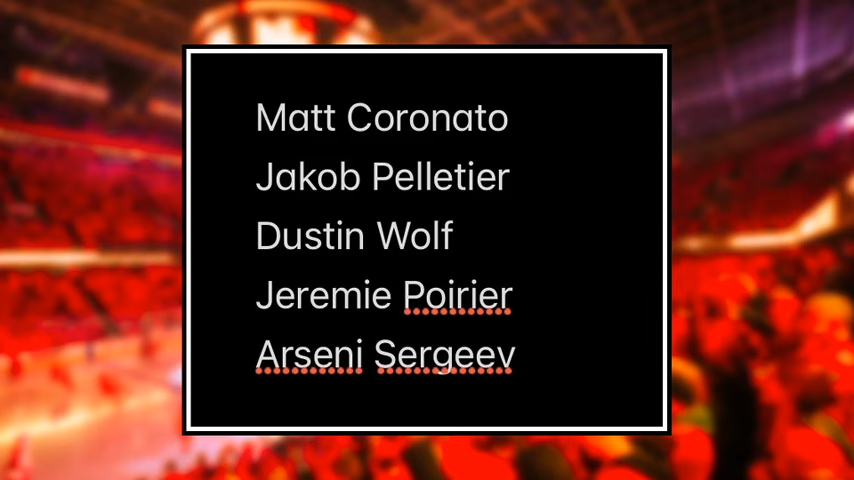 Matt Coronato
Jakob Pelletier
Dustin Wolf
Jeremie Poirier
Arseni Sergeev